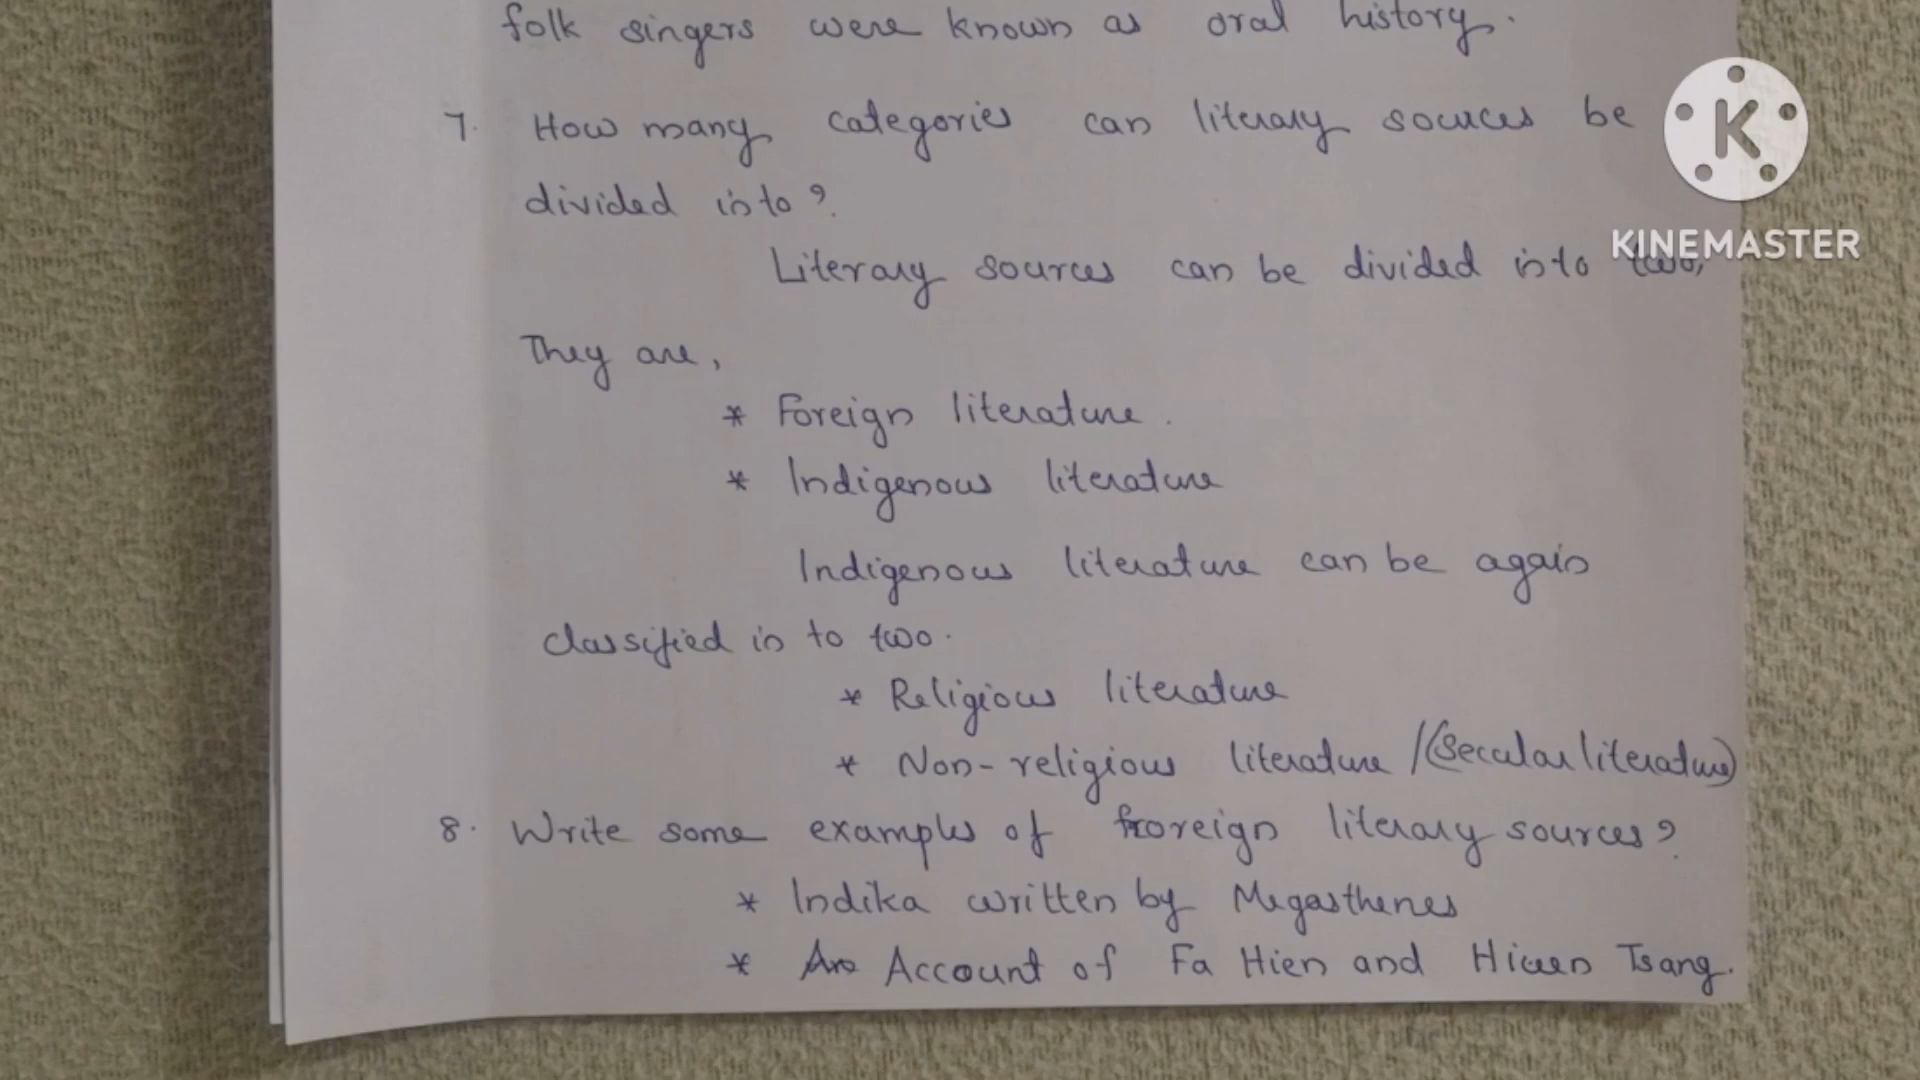 folk singers were known as oral history.
7. How many categories can literary sources be
divided into?
Literary sources can be divided into two,
They are,
* Foreign literature.
* Indigenous literature
Indigenous literature can be again
classified in to two.
* Religious literature
* Non-religious literature /(Secular literature)
8. Write some examples of foreign literary sources?
* Indika written by Megasthenes
* Account of Fa Hien and Hiuen Tsang.
K
KINEMASTER